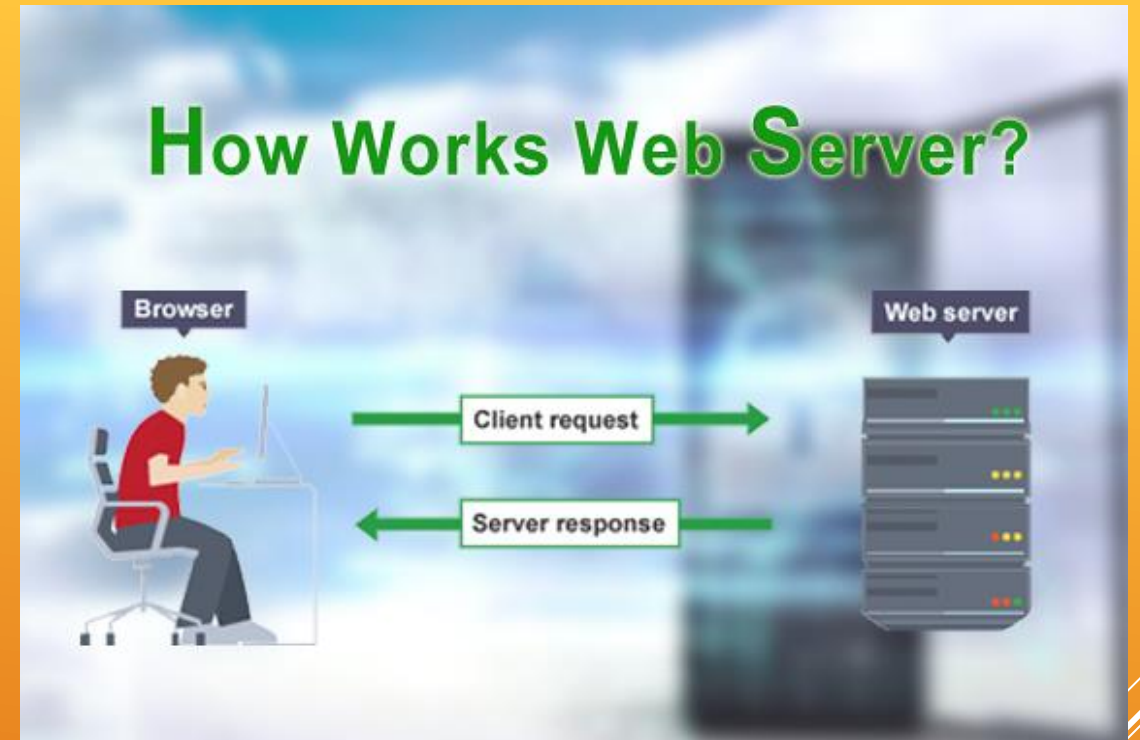 How Works Web Server?
Browser
Web server
Client request
Server response